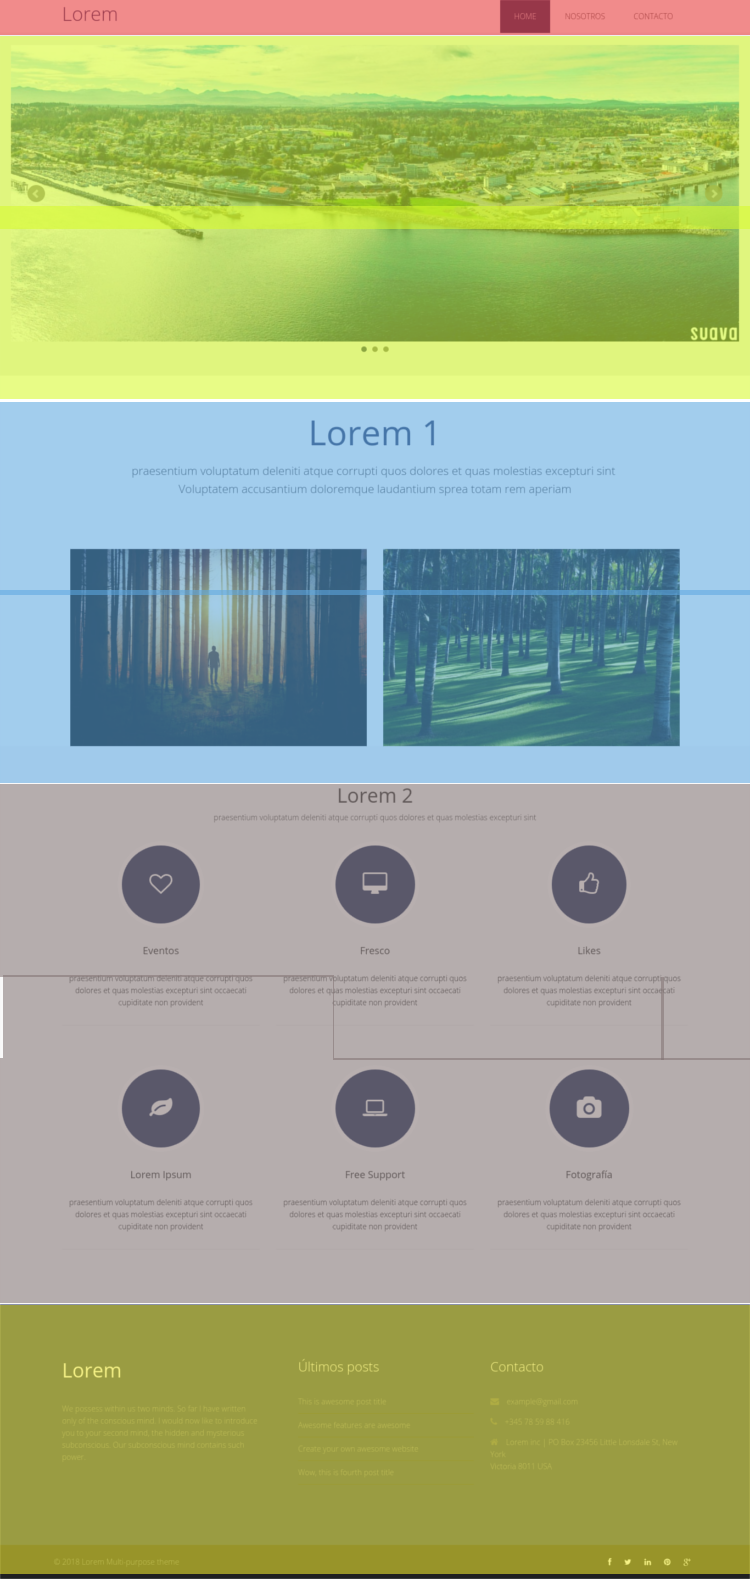 Lorem
HOME NOSOTROS CONTACTO
suava
Lorem 1
praesentium voluptatum deleniti atque corrupti quos dolores et quas molestias excepturi sint
Voluptatem accusantium doloremque laudantium sprea totam rem aperiam
Lorem 2
praesentium voluptatum deleniti atque corrupti quos dolores et quas molestias excepturi sint
Eventos
praesentium voluptatum deleniti atque corrupti quos
dolores et quas molestias excepturi sint occaecati
cupiditate non provident
Fresco
praesentium voluptatum deleniti atque corrupti quos
dolores et quas molestias excepturi sint occaecati
cupiditate non provident
Likes
praesentium voluptatum deleniti atque corrupti quos
dolores et quas molestias excepturi sint occaecati
cupiditate non provident
Lorem Ipsum
praesentium voluptatum deleniti atque corrupti quos
dolores et quas molestias excepturi sint occaecati
cupiditate non provident
Free Support
praesentium voluptatum deleniti atque corrupti quos
dolores et quas molestias excepturi sint occaecati
cupiditate non provident
Fotografía
praesentium voluptatum deleniti atque corrupti quos
dolores et quas molestias excepturi sint occaecati
cupiditate non provident
Lorem
We possess within us two minds. So far I have written
only of the conscious mind. I would now like to introduce
you to your second mind, the hidden and mysterious
subconscious. Our subconscious mind contains such
power.
Últimos posts
This is awesome post title
Awesome features are awesome
Create your own awesome website
Wow, this is fourth post title
Contacto
example@gmail.com
+345 78 59 89 415
Lorem Inc | PO Box 23456 Little Lonsdale St, New
York
Victoria 8011 USA
© 2018 Lorem Multi-purpose theme